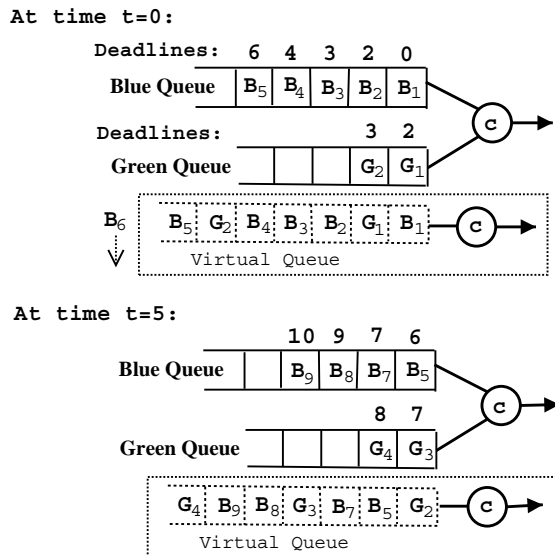 At time t=0:
Deadlines: 6 4 3 2 0
Blue Queue B5 B4 B3 B2 B1
C
Deadlines: 3 2
Green Queue G2 G1
B6 B5 G2 B4 B3 B2 G1 B1 C
Virtual Queue
At time t=5:
10 9 7 6
Blue Queue B9 B8 B7 B5
C
8 7
Green Queue G4 G3
G4 B9 B8 G3 B7 B5 G2 C
Virtual Queue